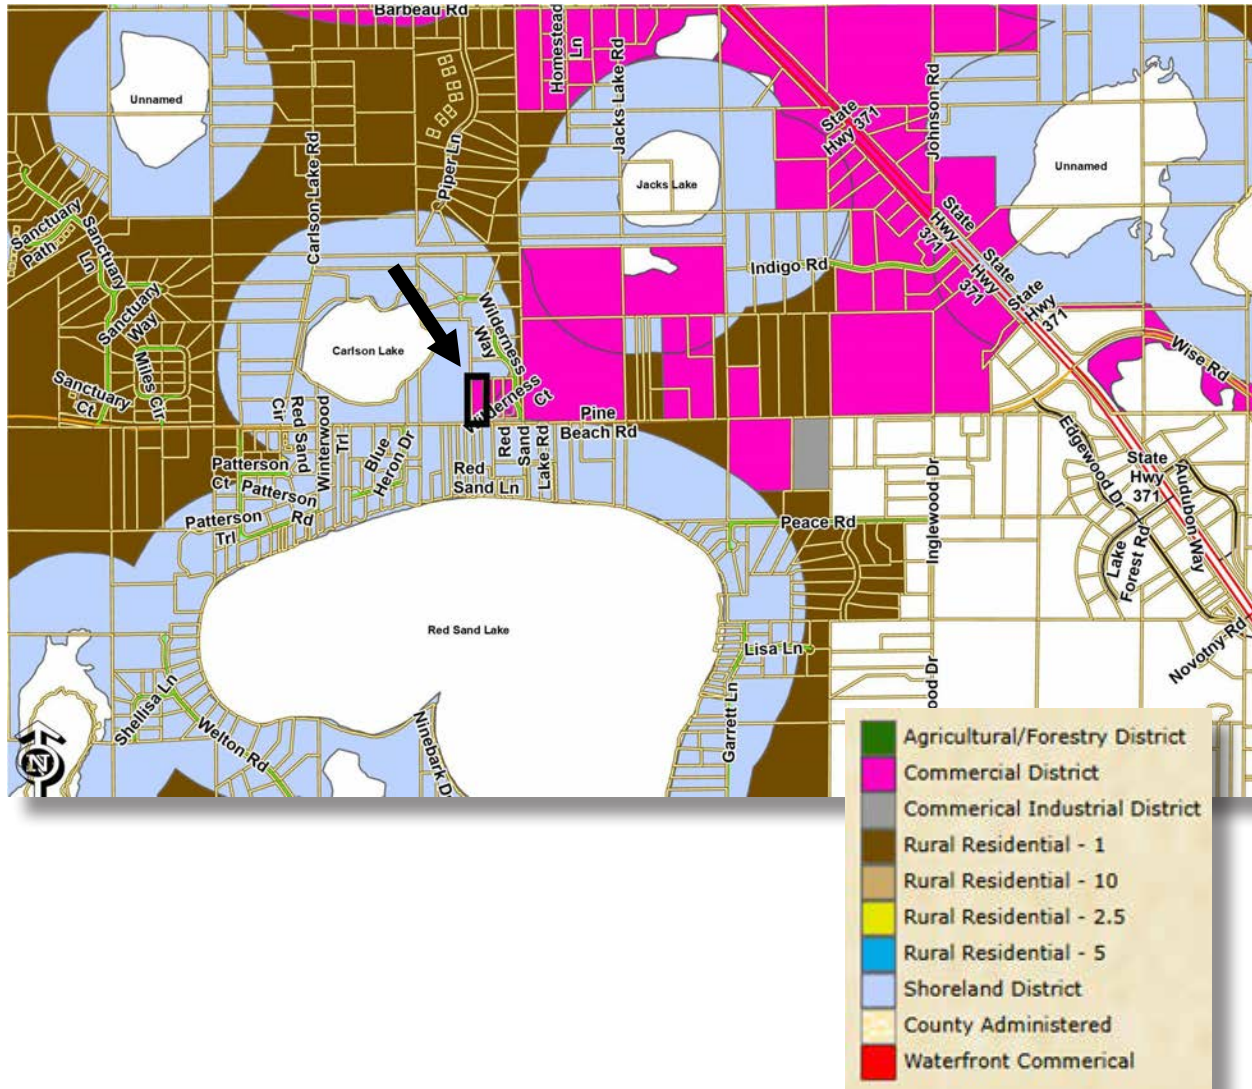 Barbeau Rd
Homestead
Ln
Jacks Lake Rd
Johnson Rd
State
Hwy 371
Unnamed
Unnamed
Carlson Lake Rd
Piper Ln
Jacks Lake
Sanctuary
Path
Sanctuary
Ln
Sanctuary
Way
Miles Cir
Sanctuary
Ct
State
Hwy
371
State
Hwy
371
State
Hwy
371
Indigo Rd
Wise Rd
Carlson Lake
Wilderness
Way
Wilderness
Ct
Pine
Beach Rd
Red Sand
Cir
Winterwood
Trl
Blue
Heron Dr
Red
Sand
Lake Rd
Red
Sand Ln
Patterson
Ct
Patterson
Rd
Patterson
Trl
Edgewood Dr
State
Hwy
371
Audubon Way
Inglewood Dr
Lake
Forest Rd
Peace Rd
Novotny Rd
Red Sand Lake
Lisa Ln
Garrett Ln
ood Dr
Shellisa Ln
Welton Rd
Ninebark D
N
Agricultural/Forestry District
Commercial District
Commerical Industrial District
Rural Residential - 1
Rural Residential - 10
Rural Residential - 2.5
Rural Residential - 5
Shoreland District
County Administered
Waterfront Commerical